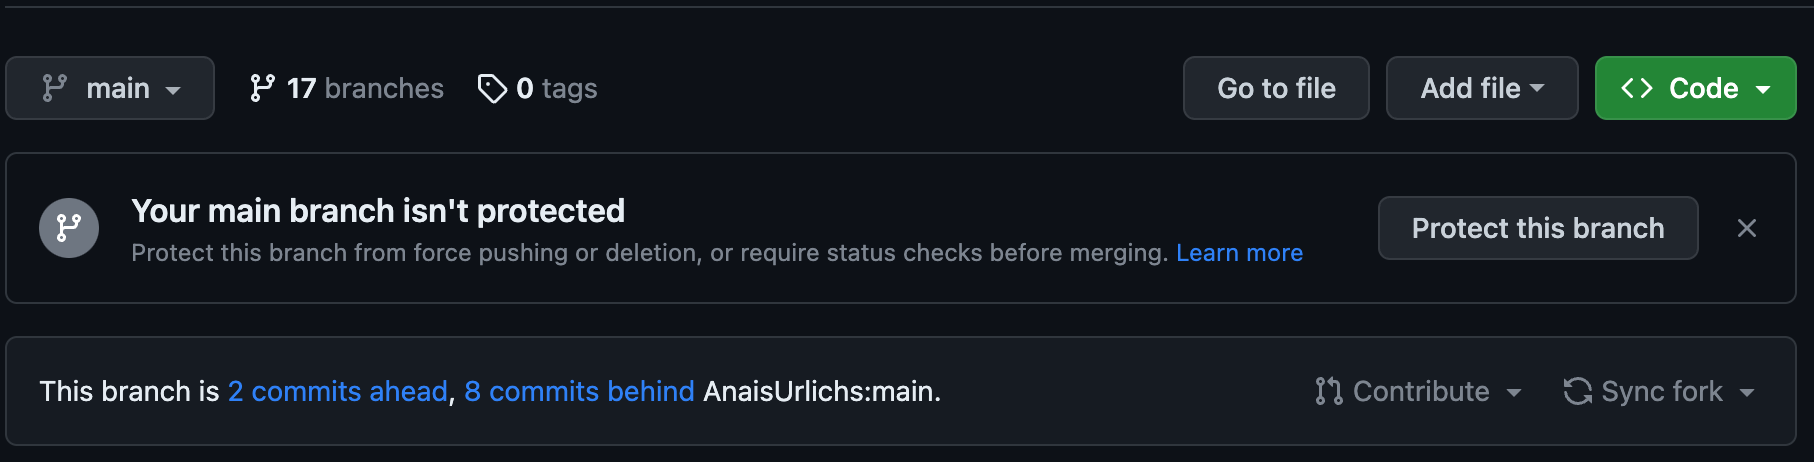 main 17 branches 0 tags Go to file Add file <> Code
Your main branch isn't protected
Protect this branch from force pushing or deletion, or require status checks before merging. Learn more
Protect this branch
This branch is 2 commits ahead, 8 commits behind AnaisUrlichs:main. Contribute Sync fork